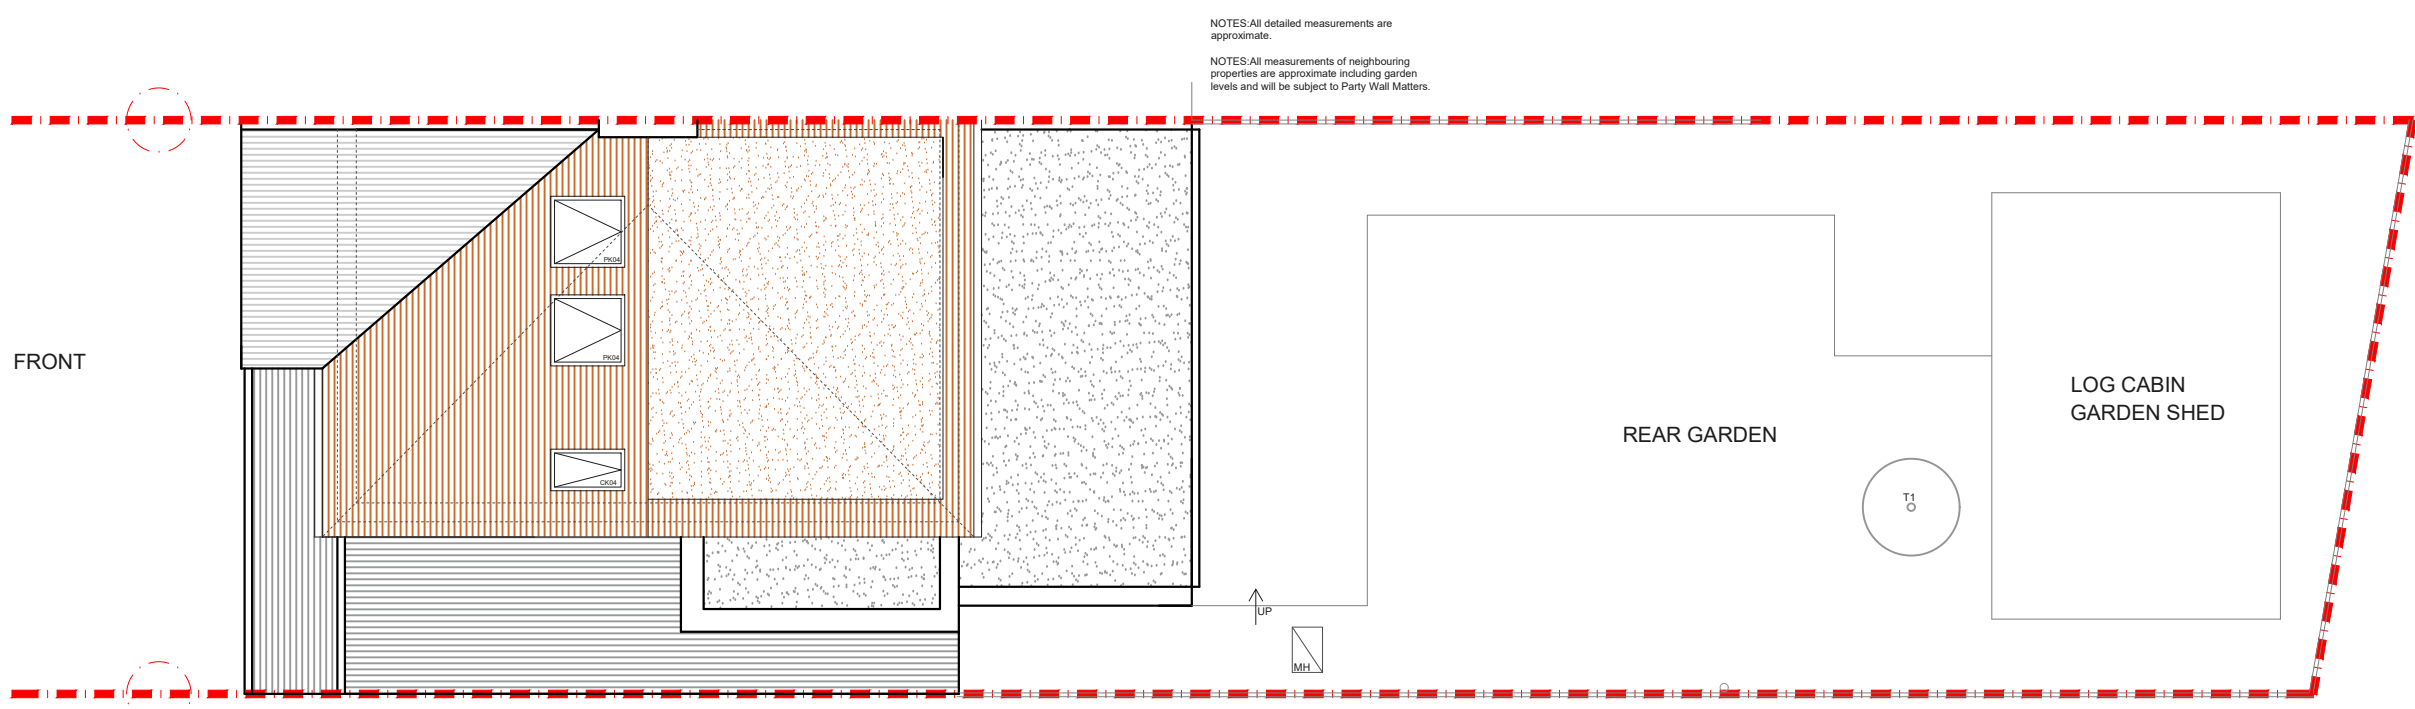 NOTES:All detailed measurements are
approximate.
NOTES:All measurements of neighbouring
properties are approximate including garden
levels and will be subject to Party Wall Matters.
PK04
FRONT
PK04
LOG CABIN
GARDEN SHED
REAR GARDEN
CK04
T1
UP
MH